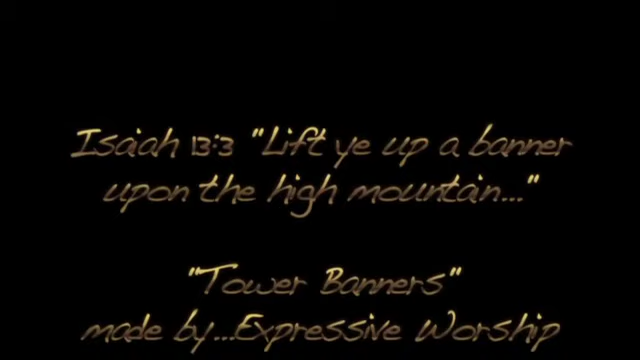 Isaiah 13:3 "Lift ye up a banner
upon the high mountain..."
"Tower Banners"
made by...Expressive Worship